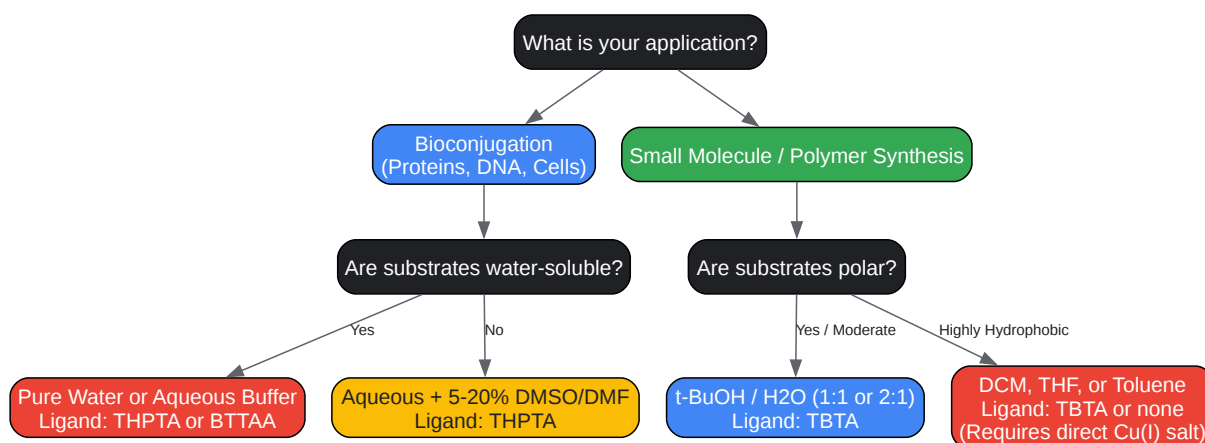 What is your application?
Bioconjugation
(Proteins, DNA, Cells)
Small Molecule / Polymer Synthesis
Are substrates water-soluble?
Are substrates polar?
Yes
No
Yes / Moderate
Highly Hydrophobic
Pure Water or Aqueous Buffer
Ligand: THPTA or BTTAA
Aqueous + 5-20% DMSO/DMF
Ligand: THPTA
t-BuOH / H2O (1:1 or 2:1)
Ligand: TBTA
DCM, THF, or Toluene
Ligand: TBTA or none
(Requires direct Cu(I) salt)